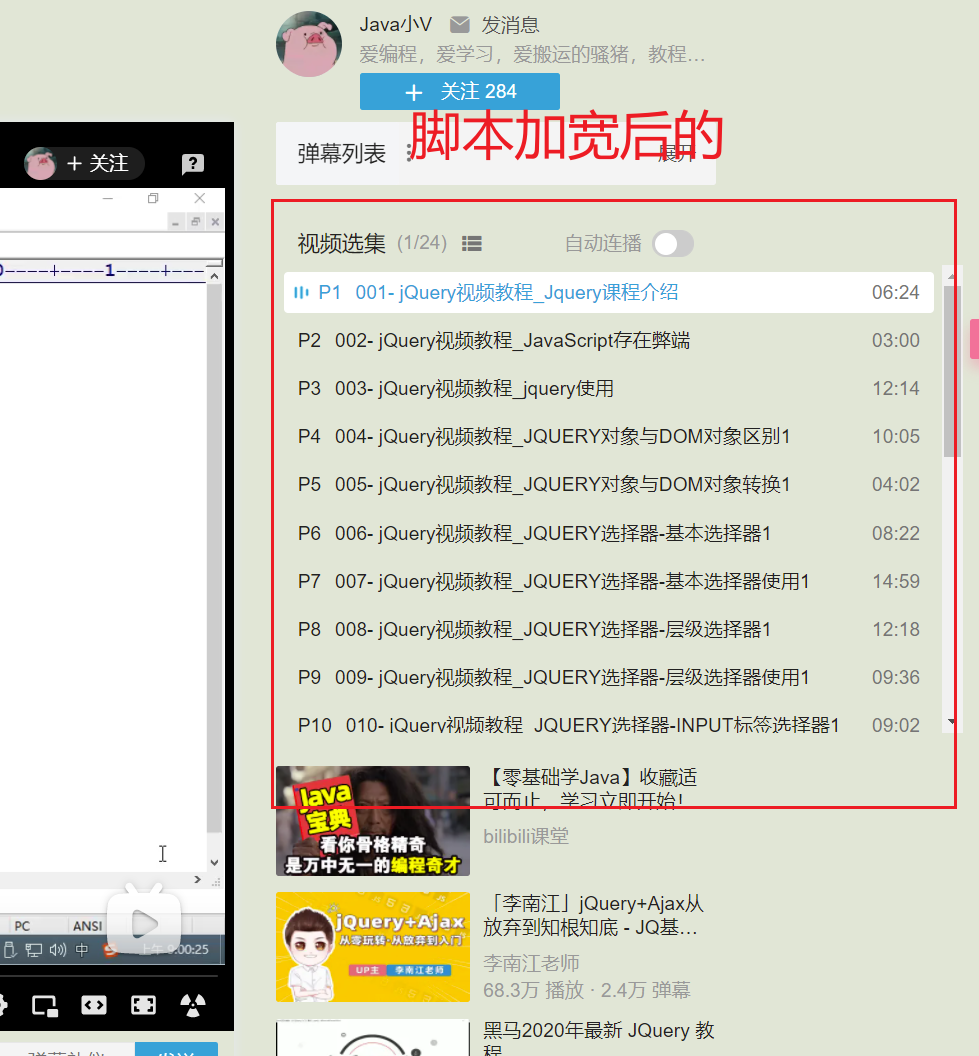 Java小V 发消息
爱编程，爱学习，爱搬运的骚猪，教程…
+ 关注 284
脚本加宽后的
弹幕列表
展开
+ 关注
视频选集 (1/24) 自动连播
P1 001- jQuery视频教程_Jquery课程介绍 06:24
P2 002- jQuery视频教程_JavaScript存在弊端 03:00
P3 003- jQuery视频教程_jquery使用 12:14
P4 004- jQuery视频教程_JQUERY对象与DOM对象区别1 10:05
P5 005- jQuery视频教程_JQUERY对象与DOM对象转换1 04:02
P6 006- jQuery视频教程_JQUERY选择器-基本选择器1 08:22
P7 007- jQuery视频教程_JQUERY选择器-基本选择器使用1 14:59
P8 008- jQuery视频教程_JQUERY选择器-层级选择器1 12:18
P9 009- jQuery视频教程_JQUERY选择器-层级选择器使用1 09:36
P10 010- jQuery视频教程_JQUERY选择器-INPUT标签选择器1 09:02
----+----1----+---
PC ANSI
中
上午 9:00:25
Java
宝典
看你骨格精奇
是万中无一的编程奇才
【零基础学Java】收藏适
可而止，学习立即开始！
bilibili课堂
jQuery+Ajax
从零玩转·从放弃到入门
UP主 李南江老师
「李南江」jQuery+Ajax从
放弃到知根知底 - JQ基…
李南江老师
68.3万 播放 · 2.4万 弹幕
黑马2020年最新 JQuery 教
程
弹幕礼仪
发送